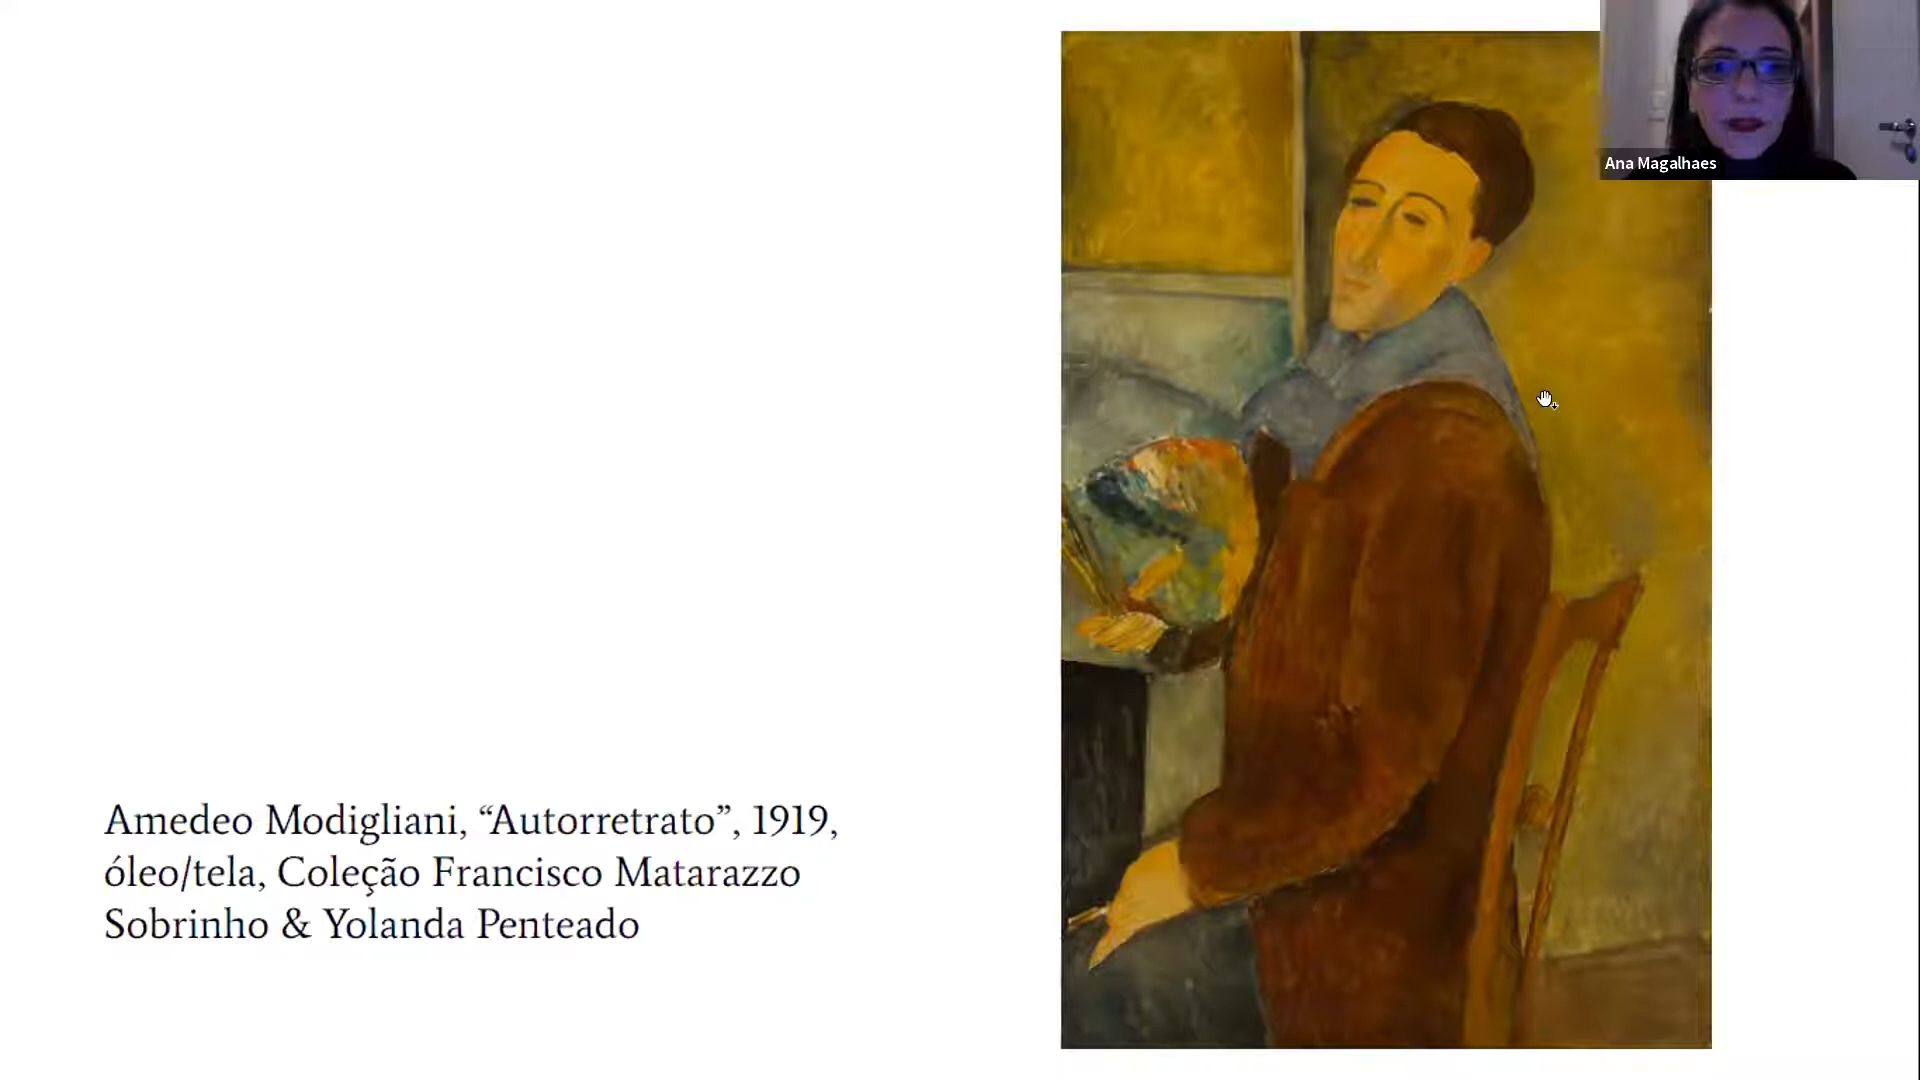 Ana Magalhaes
Amedeo Modigliani, “Autorretrato”, 1919,
óleo/tela, Coleção Francisco Matarazzo
Sobrinho & Yolanda Penteado